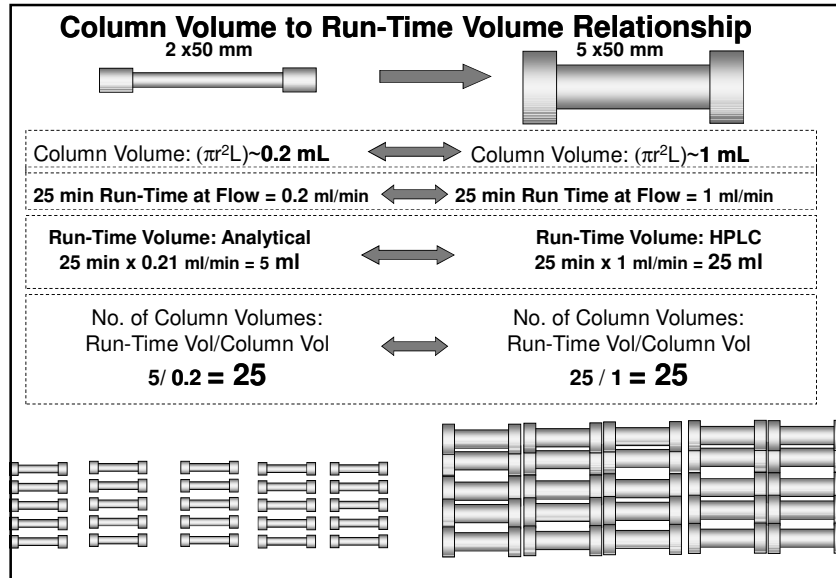 Column Volume to Run-Time Volume Relationship
2 x50 mm
5 x50 mm
Column Volume: (πr²L)~0.2 mL
Column Volume: (πr²L)~1 mL
25 min Run-Time at Flow = 0.2 ml/min
25 min Run Time at Flow = 1 ml/min
Run-Time Volume: Analytical
25 min x 0.21 ml/min = 5 ml
Run-Time Volume: HPLC
25 min x 1 ml/min = 25 ml
No. of Column Volumes:
Run-Time Vol/Column Vol
5/ 0.2 = 25
No. of Column Volumes:
Run-Time Vol/Column Vol
25 / 1 = 25